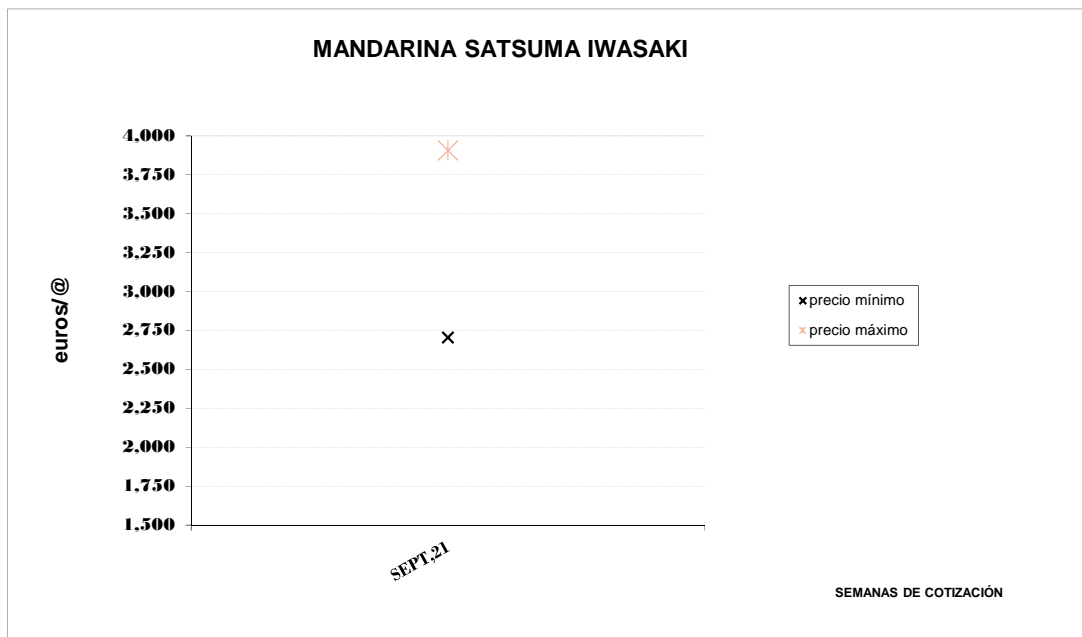 MANDARINA SATSUMA IWASAKI
4,000
3,750
3,500
3,250
3,000
2,750
2,500
2,250
2,000
1,750
1,500
euros/@
precio mínimo
precio máximo
SEPT,21
SEMANAS DE COTIZACIÓN